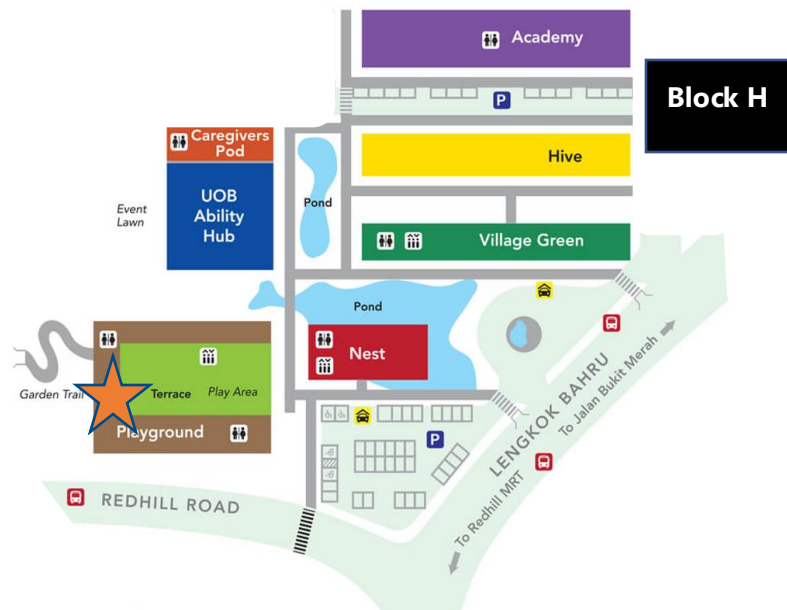 Academy
P
Block H
Caregivers
Pod
Hive
UOB
Ability
Hub
Event
Lawn
Pond
Village Green
Pond
Nest
Garden Trail
Terrace
Play Area
Playground
P
LENGKOK BAHRU
To Jalan Bukit Merah
To Redhill MRT
REDHILL ROAD